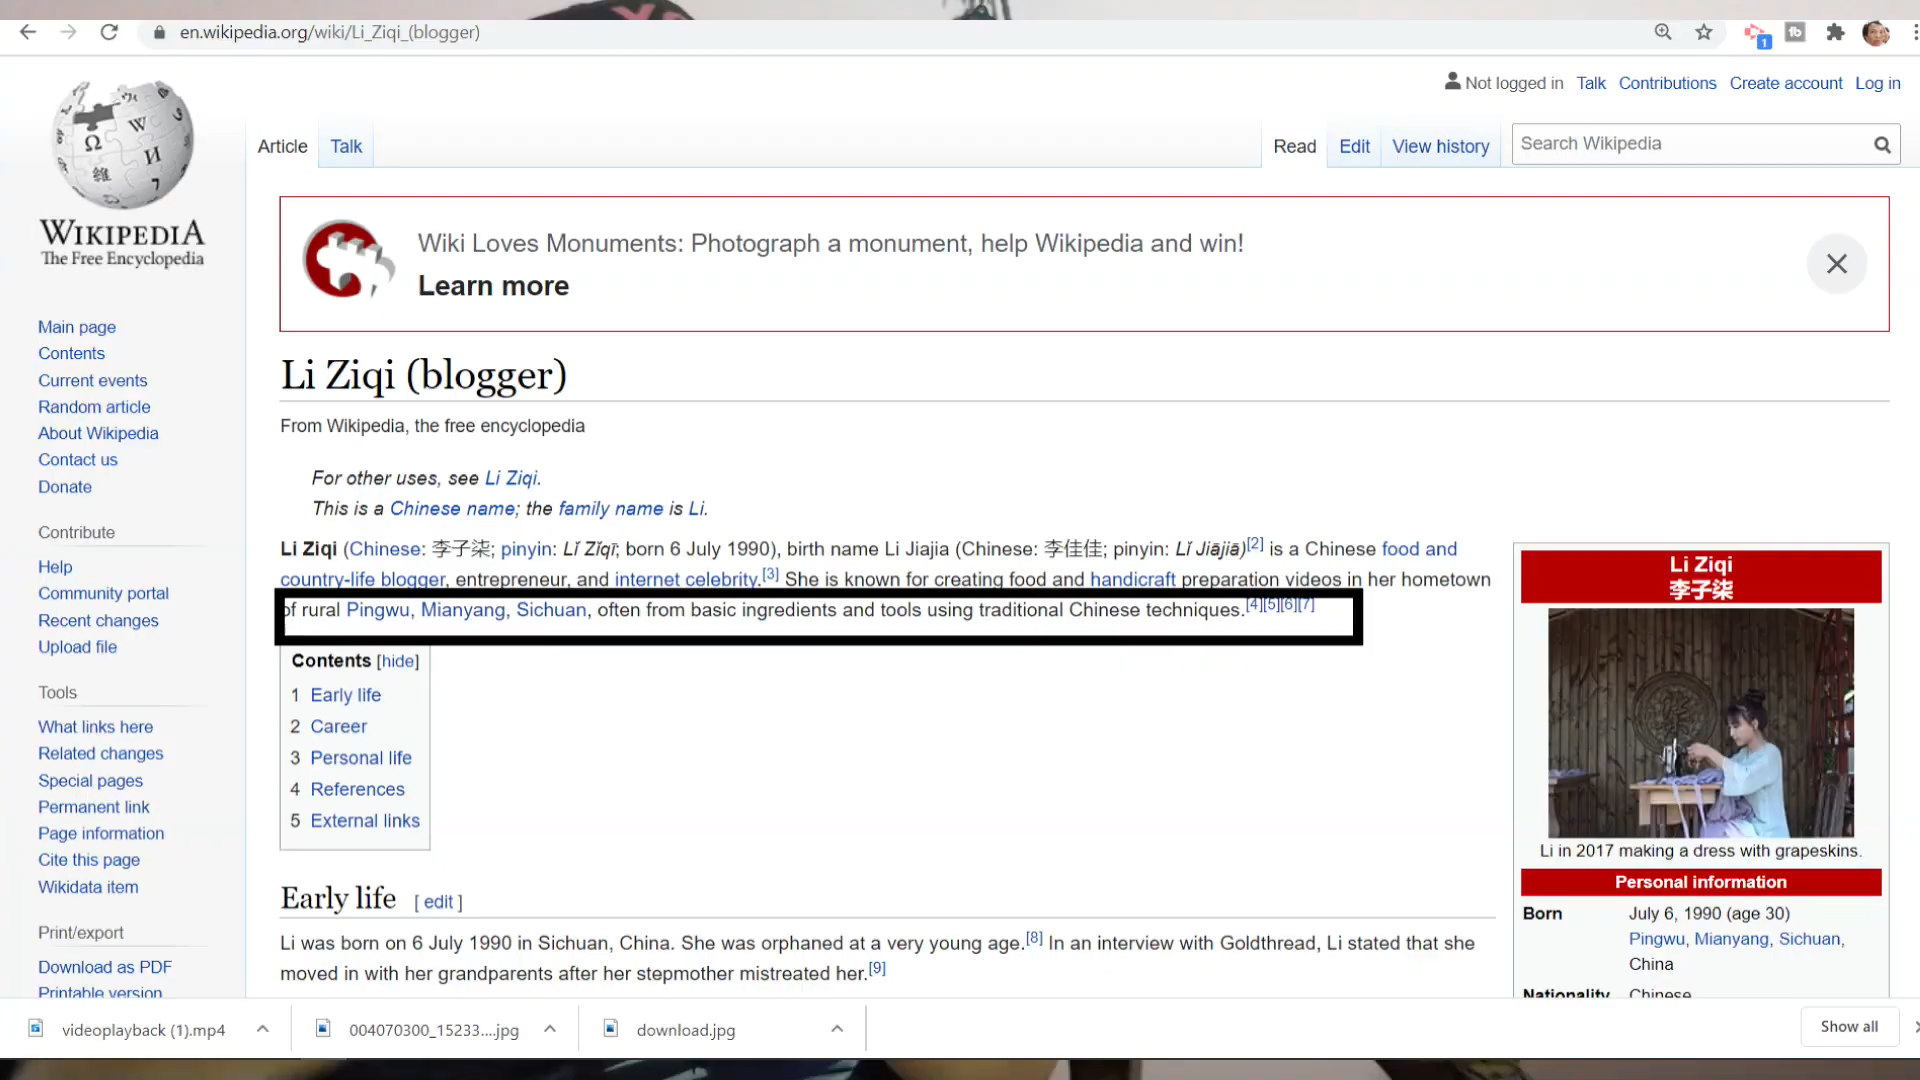 en.wikipedia.org/wiki/Li_Ziqi_(blogger)
1
Not logged in Talk Contributions Create account Log in
Article Talk Read Edit View history Search Wikipedia
WIKIPEDIA
The Free Encyclopedia
Main page
Contents
Current events
Random article
About Wikipedia
Contact us
Donate
Contribute
Help
Community portal
Recent changes
Upload file
Tools
What links here
Related changes
Special pages
Permanent link
Page information
Cite this page
Wikidata item
Print/export
Download as PDF
Printable version
Wiki Loves Monuments: Photograph a monument, help Wikipedia and win!
Learn more
Li Ziqi (blogger)
From Wikipedia, the free encyclopedia
For other uses, see Li Ziqi.
This is a Chinese name; the family name is Li.
Li Ziqi (Chinese: 李子柒; pinyin: Lǐ Zǐqī; born 6 July 1990), birth name Li Jiajia (Chinese: 李佳佳; pinyin: Lǐ Jiājiā)[2] is a Chinese food and
country-life blogger, entrepreneur, and internet celebrity.[3] She is known for creating food and handicraft preparation videos in her hometown
of rural Pingwu, Mianyang, Sichuan, often from basic ingredients and tools using traditional Chinese techniques.[4][5][6][7]
Contents [hide]
1 Early life
2 Career
3 Personal life
4 References
5 External links
Early life [ edit ]
Li was born on 6 July 1990 in Sichuan, China. She was orphaned at a very young age.[8] In an interview with Goldthread, Li stated that she
moved in with her grandparents after her stepmother mistreated her.[9]
Li Ziqi
李子柒
Li in 2017 making a dress with grapeskins.
Personal information
Born July 6, 1990 (age 30)
Pingwu, Mianyang, Sichuan,
China
Nationality Chinese
videoplayback (1).mp4 004070300_15233....jpg download.jpg Show all